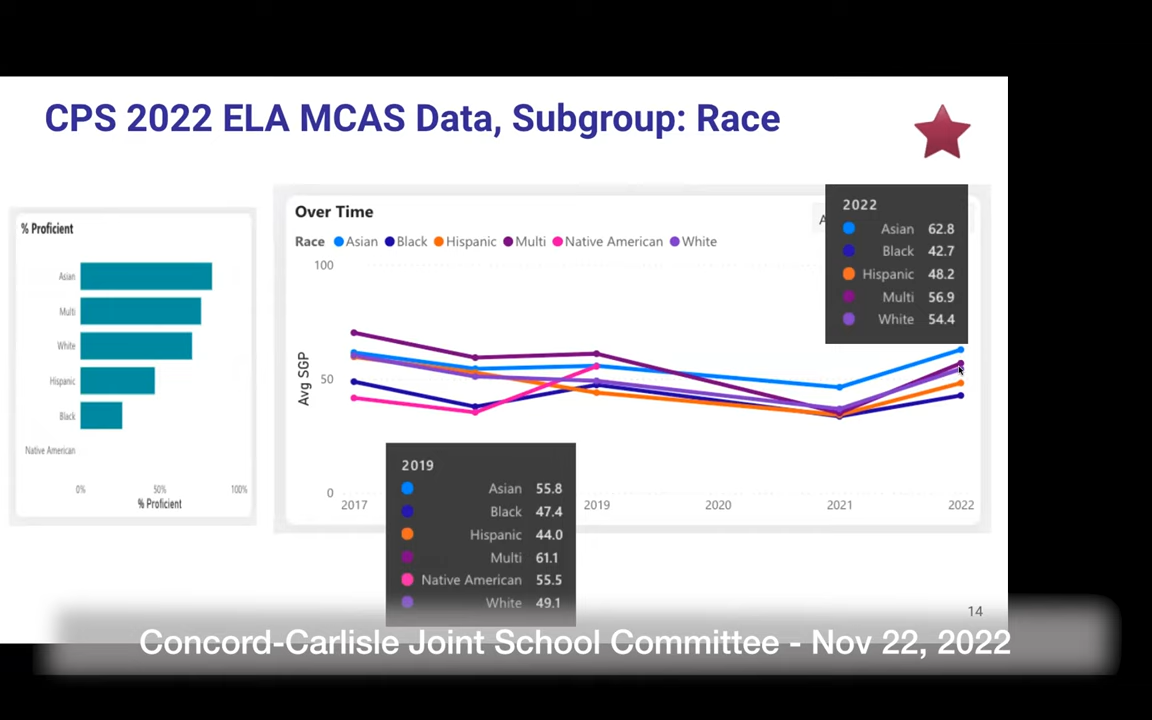 CPS 2022 ELA MCAS Data, Subgroup: Race
% Proficient
Asian
Multi
White
Hispanic
Black
Native American
0% 50% 100%
% Proficient
Over Time
Race Asian Black Hispanic Multi Native American White
100
50
0
Avg SGP
2017 2019 2020 2021 2022
2022
Asian 62.8
Black 42.7
Hispanic 48.2
Multi 56.9
White 54.4
2019
Asian 55.8
Black 47.4
Hispanic 44.0
Multi 61.1
Native American 55.5
White 49.1
14
Concord-Carlisle Joint School Committee - Nov 22, 2022